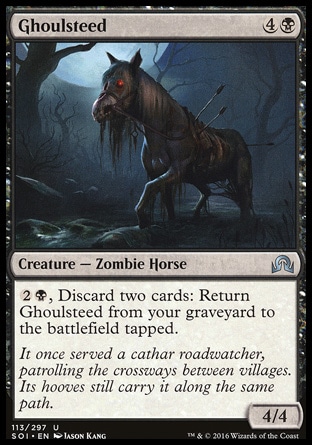 Ghoulsteed 4
Creature — Zombie Horse
2, Discard two cards: Return
Ghoulsteed from your graveyard to
the battlefield tapped.
It once served a cathar roadwatcher,
patrolling the crossways between villages.
Its hooves still carry it along the same
path.
4/4
113/297 U
SOI • EN Jason Kang
™ & © 2016 Wizards of the Coast